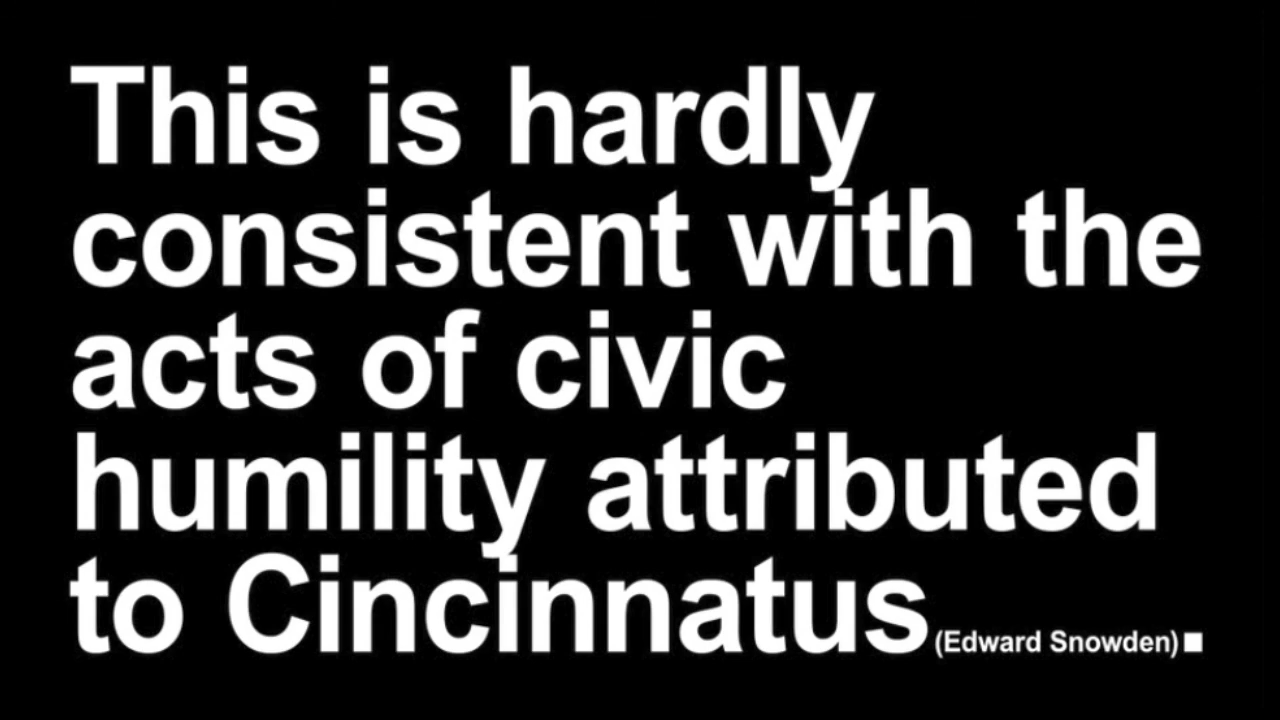 This is hardly
consistent with the
acts of civic
humility attributed
to Cincinnatus (Edward Snowden)